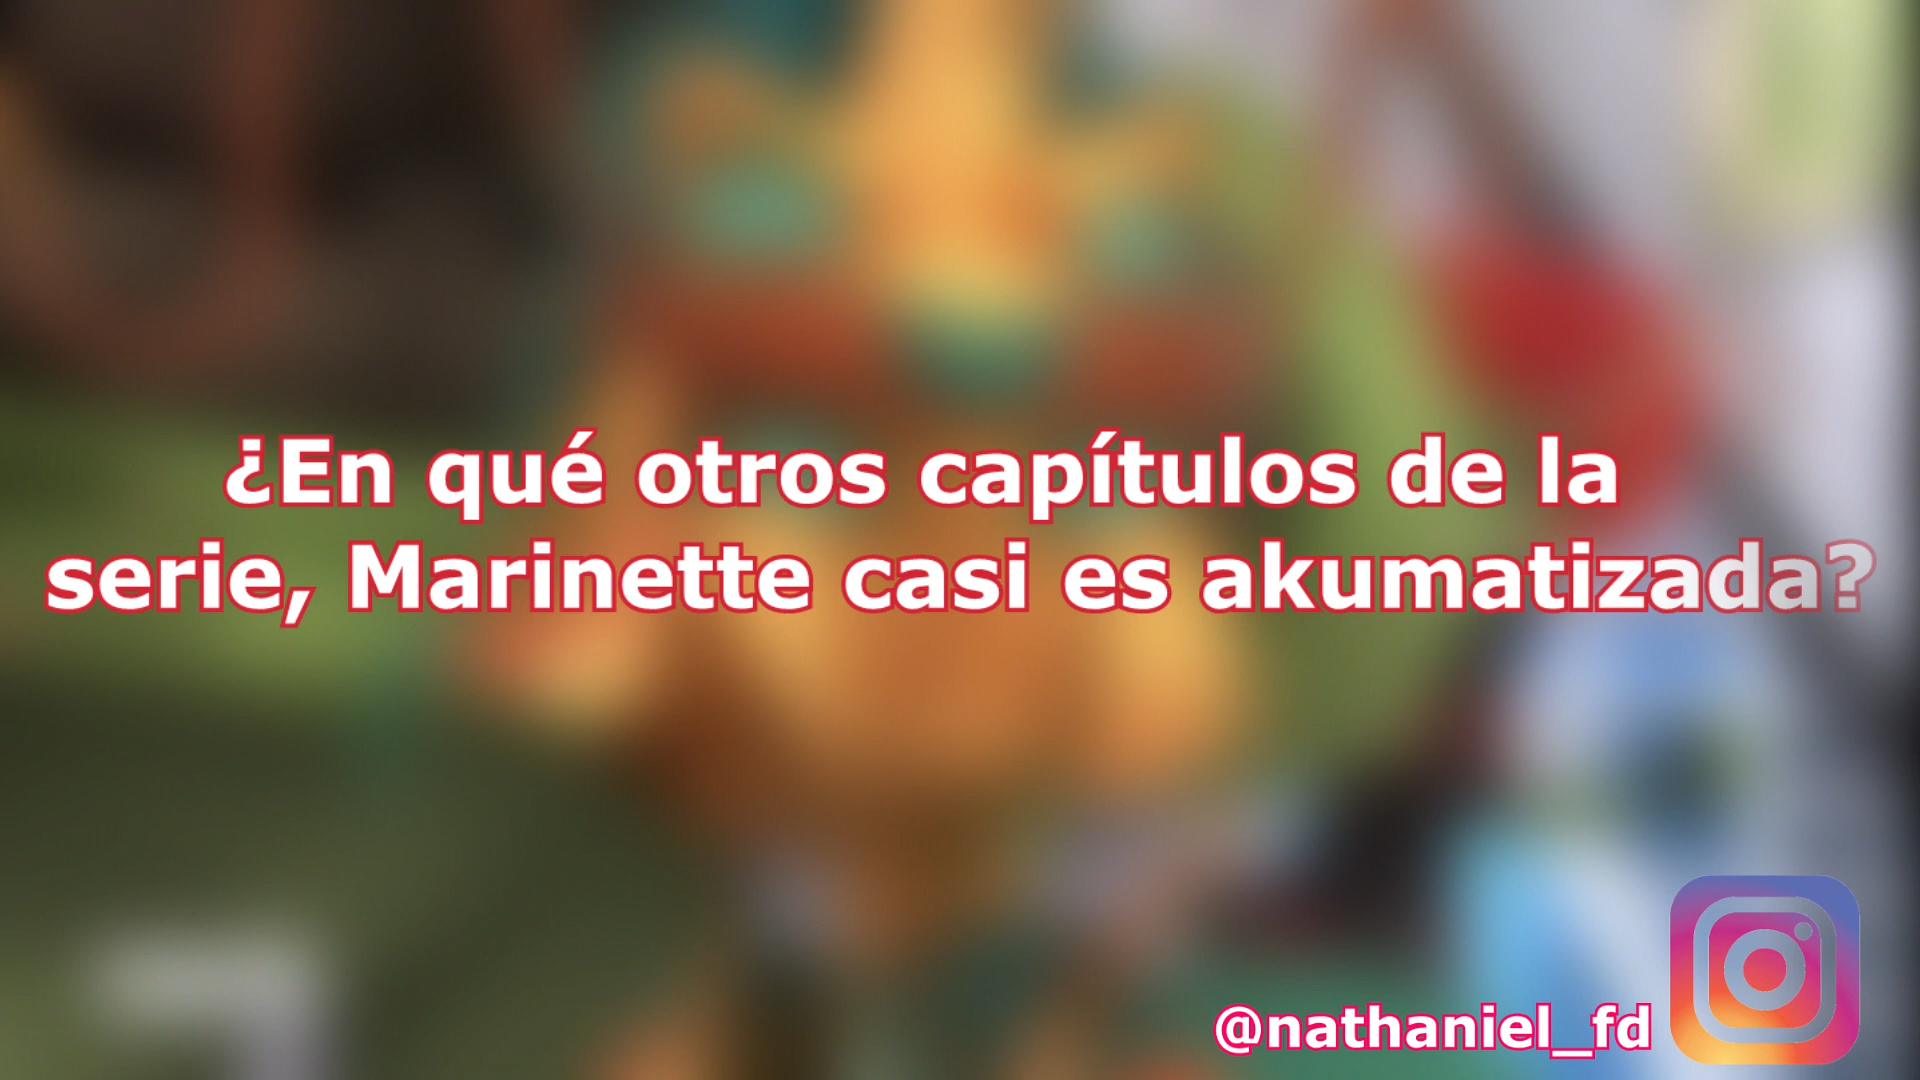 ¿En qué otros capítulos de la
serie, Marinette casi es akumatizada?
@nathaniel_fd